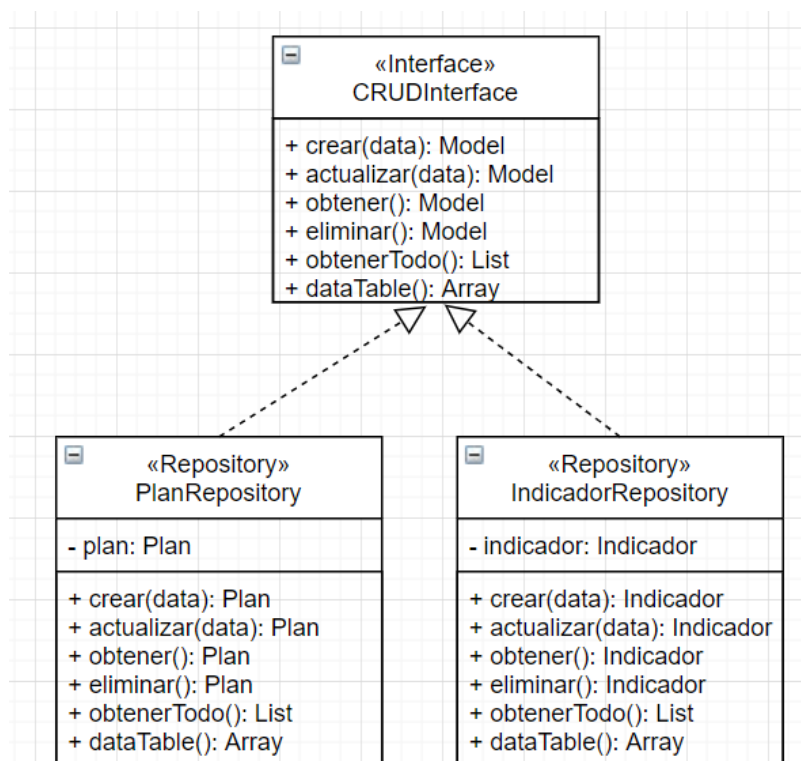 «Interface»
CRUDInterface
+ crear(data): Model
+ actualizar(data): Model
+ obtener(): Model
+ eliminar(): Model
+ obtenerTodo(): List
+ dataTable(): Array
«Repository»
PlanRepository
- plan: Plan
+ crear(data): Plan
+ actualizar(data): Plan
+ obtener(): Plan
+ eliminar(): Plan
+ obtenerTodo(): List
+ dataTable(): Array
«Repository»
IndicadorRepository
- indicador: Indicador
+ crear(data): Indicador
+ actualizar(data): Indicador
+ obtener(): Indicador
+ eliminar(): Indicador
+ obtenerTodo(): List
+ dataTable(): Array